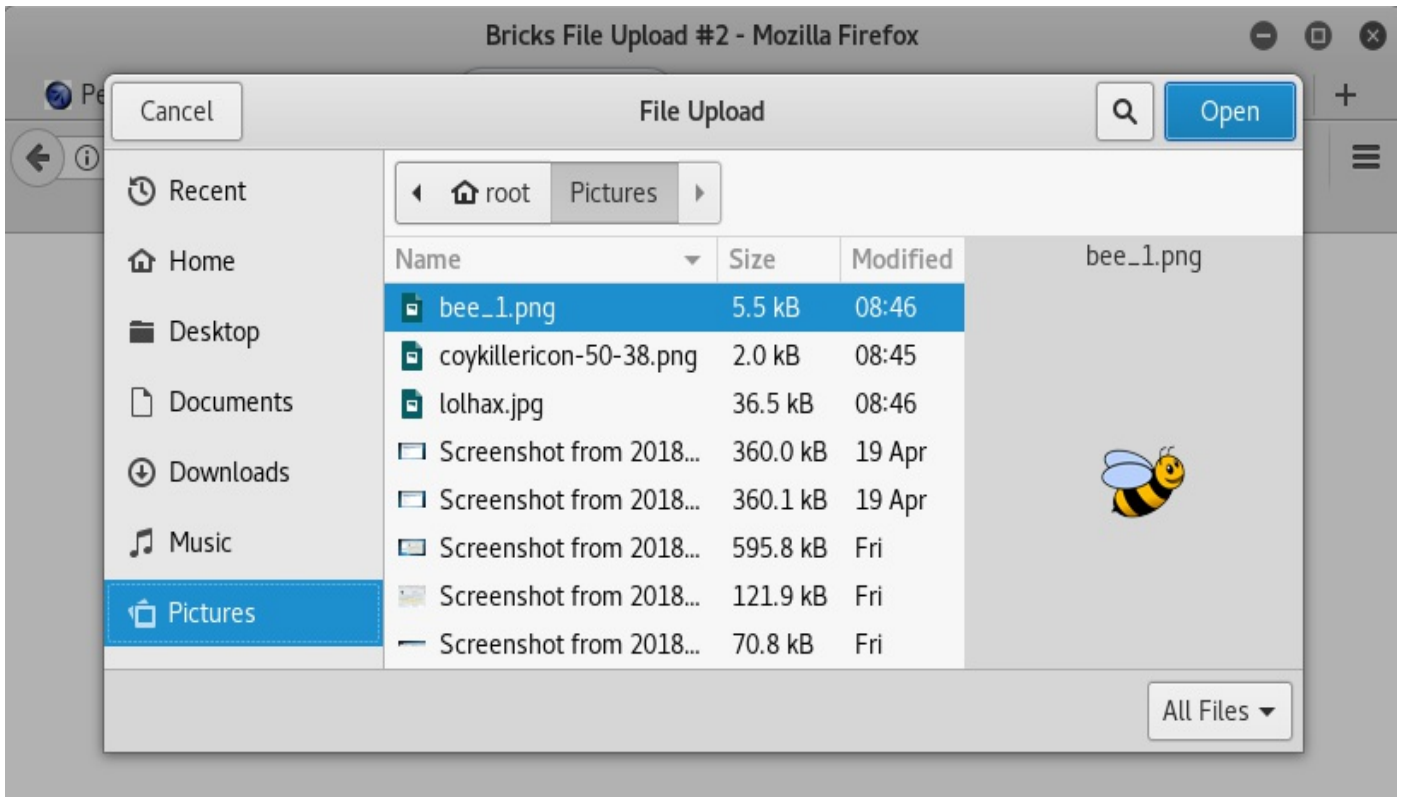 Bricks File Upload #2 - Mozilla Firefox
Pe
Cancel File Upload Open
Recent
Home
Desktop
Documents
Downloads
Music
Pictures
root Pictures
Name Size Modified
bee_1.png 5.5 kB 08:46
coykillericon-50-38.png 2.0 kB 08:45
lolhax.jpg 36.5 kB 08:46
Screenshot from 2018... 360.0 kB 19 Apr
Screenshot from 2018... 360.1 kB 19 Apr
Screenshot from 2018... 595.8 kB Fri
Screenshot from 2018... 121.9 kB Fri
Screenshot from 2018... 70.8 kB Fri
bee_1.png
All Files